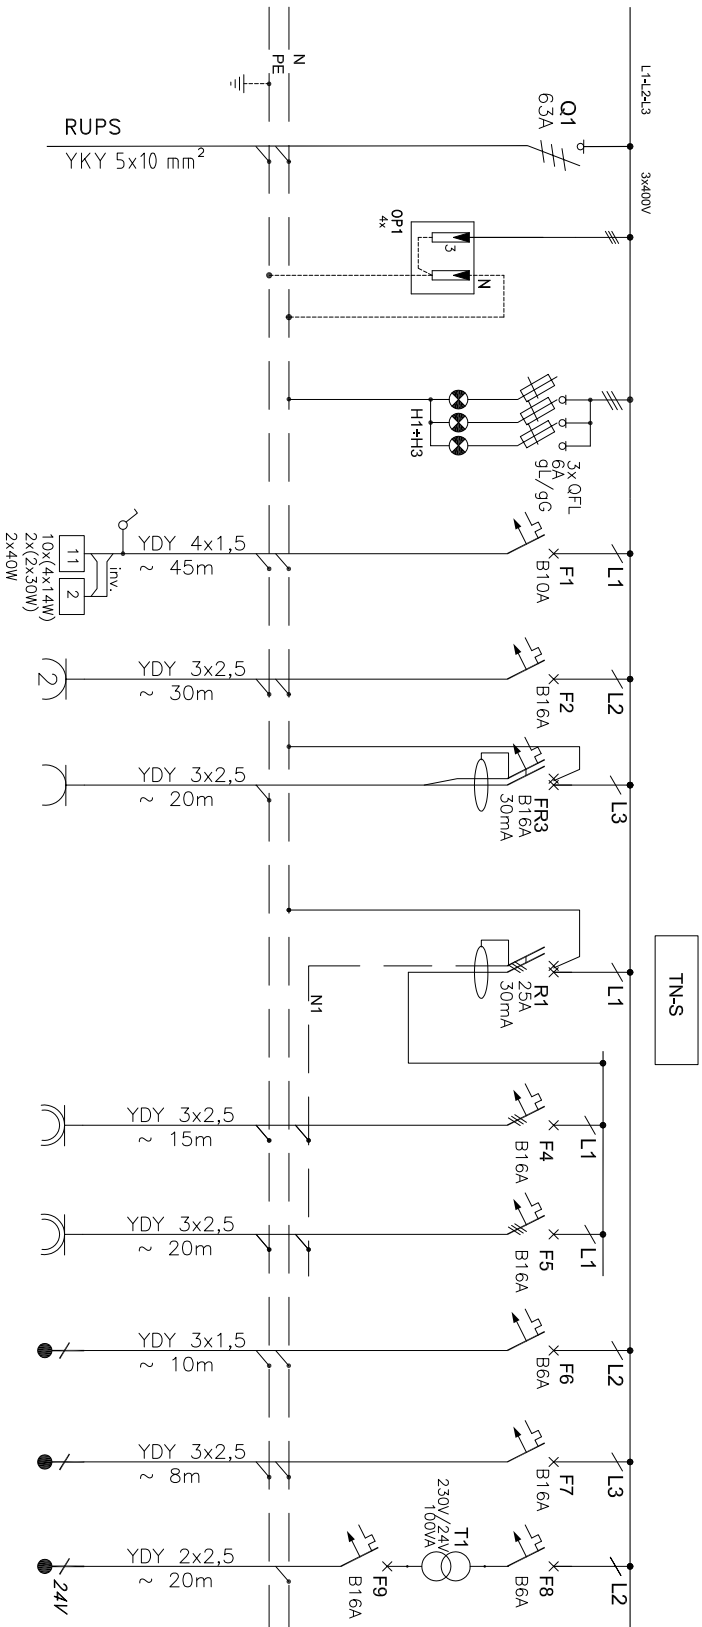 L1-L2-L3
3x400V
N
PE
Q1
63A
RUPS
YKY 5x10 mm²
OP1
4x
3
N
3x QFL
6A
gL/gG
H1÷H3
L1
F1
B10A
YDY 4x1,5
~ 45m
inv.
11
2
10x(4x14W)
2x(2x30W)
2x40W
L2
F2
B16A
YDY 3x2,5
~ 30m
2
L3
FR3
B16A
30mA
YDY 3x2,5
~ 20m
TN-S
L1
R1
25A
30mA
N1
L1
F4
B16A
YDY 3x2,5
~ 15m
L1
F5
B16A
YDY 3x2,5
~ 20m
L2
F6
B6A
YDY 3x1,5
~ 10m
L3
F7
B16A
YDY 3x2,5
~ 8m
L2
F8
B6A
T1
230V/24V
100VA
F9
B16A
YDY 2x2,5
~ 20m
24V